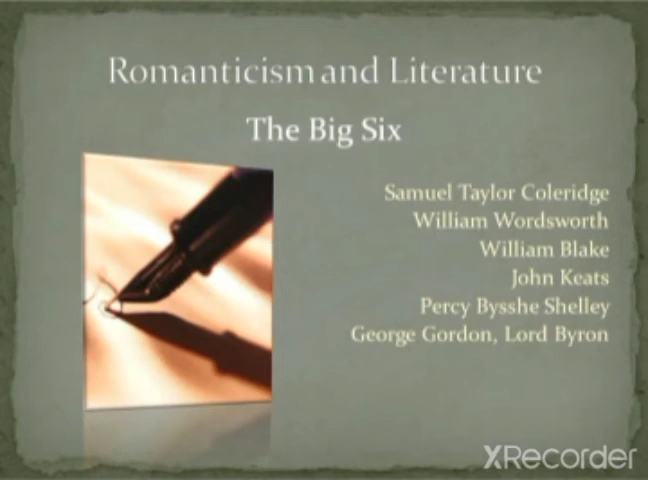 Romanticism and Literature
The Big Six
Samuel Taylor Coleridge
William Wordsworth
William Blake
John Keats
Percy Bysshe Shelley
George Gordon, Lord Byron
XRecorder